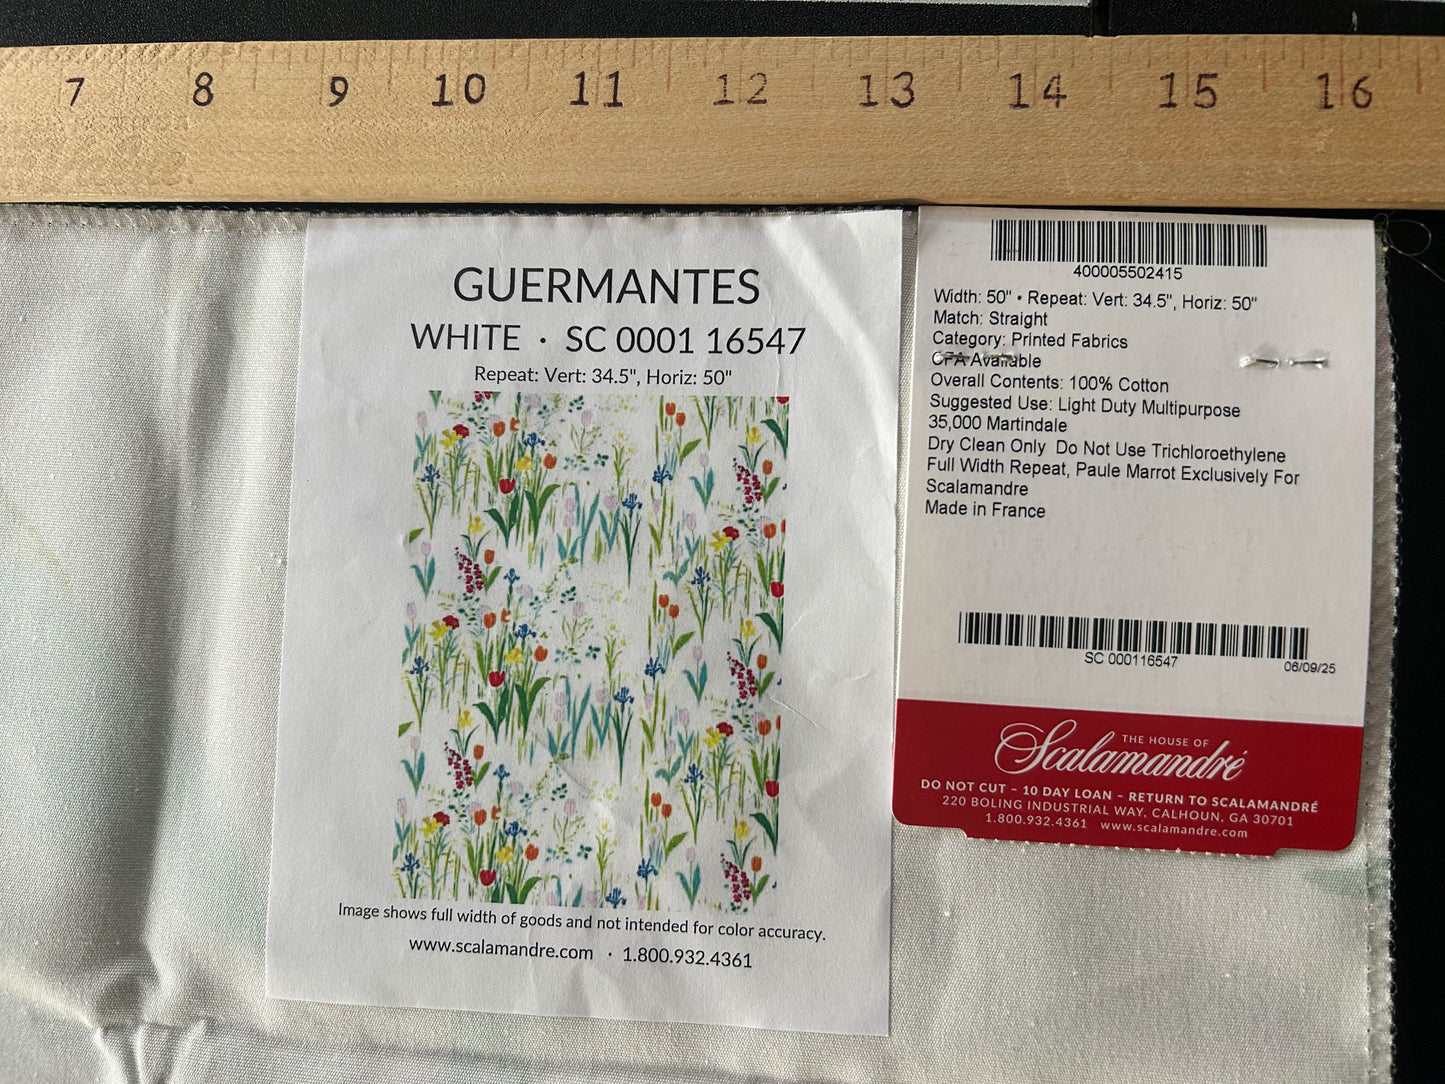 7 8 9 10 11 12 13 14 15 16
GUERMANTES
WHITE · SC 0001 16547
Repeat: Vert: 34.5", Horiz: 50"
Image shows full width of goods and not intended for color accuracy.
www.scalamandre.com · 1.800.932.4361
400005502415
Width: 50" • Repeat: Vert: 34.5", Horiz: 50"
Match: Straight
Category: Printed Fabrics
CFA Available
Overall Contents: 100% Cotton
Suggested Use: Light Duty Multipurpose
35,000 Martindale
Dry Clean Only Do Not Use Trichloroethylene
Full Width Repeat, Paule Marrot Exclusively For
Scalamandre
Made in France
SC 000116547
06/09/25
THE HOUSE OF
Scalamandré
DO NOT CUT – 10 DAY LOAN – RETURN TO SCALAMANDRÉ
220 BOLING INDUSTRIAL WAY, CALHOUN, GA 30701
1.800.932.4361 www.scalamandre.com